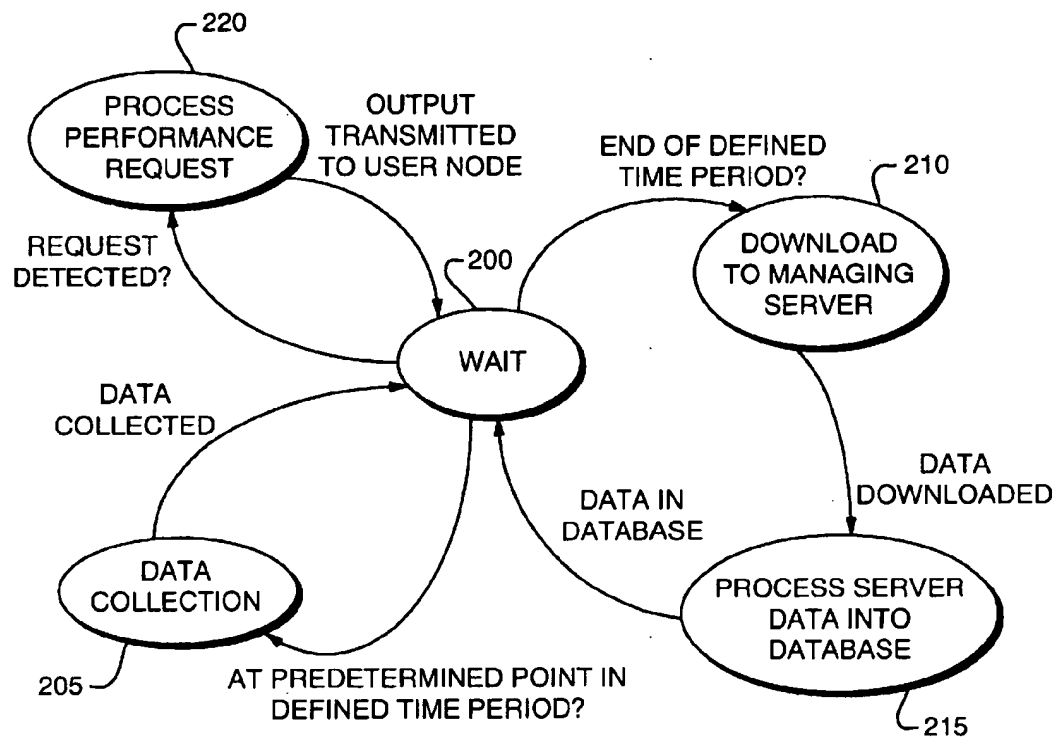 220
PROCESS
PERFORMANCE
REQUEST
OUTPUT
TRANSMITTED
TO USER NODE
END OF DEFINED
TIME PERIOD?
210
DOWNLOAD
TO MANAGING
SERVER
REQUEST
DETECTED?
200
WAIT
DATA
COLLECTED
DATA
DOWNLOADED
DATA IN
DATABASE
DATA
COLLECTION
205
PROCESS SERVER
DATA INTO
DATABASE
215
AT PREDETERMINED POINT IN
DEFINED TIME PERIOD?